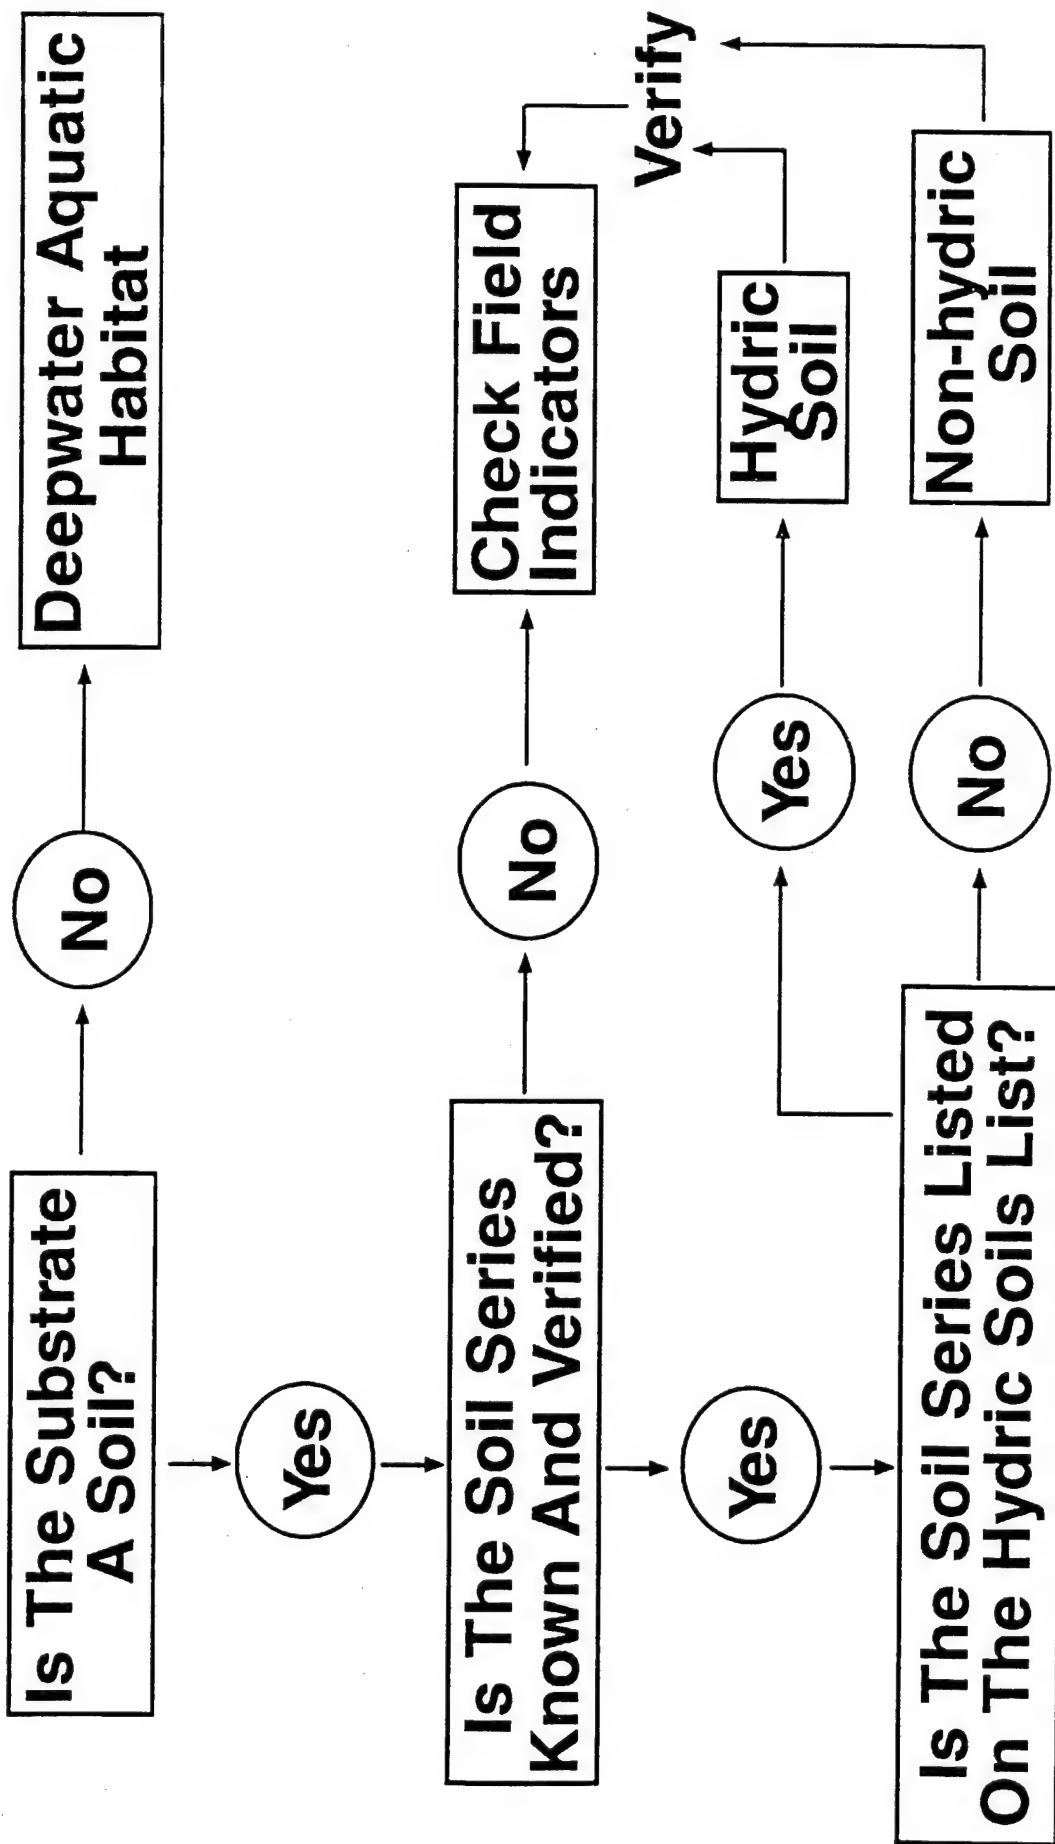 Is The Substrate
A Soil?
No
Deepwater Aquatic
Habitat
Yes
Is The Soil Series
Known And Verified?
No
Check Field
Indicators
Yes
Is The Soil Series Listed
On The Hydric Soils List?
Yes
Hydric
Soil
Verify
No
Non-hydric
Soil